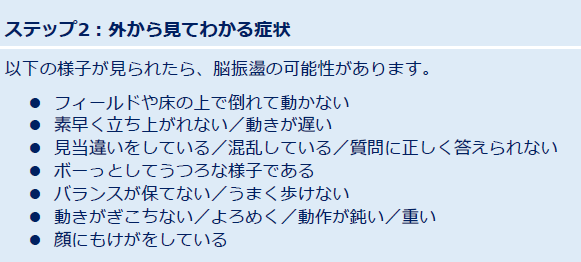 ステップ2：外から見てわかる症状
以下の様子が見られたら、脳振盪の可能性があります。
● フィールドや床の上で倒れて動かない
● 素早く立ち上がれない／動きが遅い
● 見当違いをしている／混乱している／質問に正しく答えられない
● ボーっとしてうつろな様子である
● バランスが保てない／うまく歩けない
● 動きがぎこちない／よろめく／動作が鈍い／重い
● 顔にもけがをしている